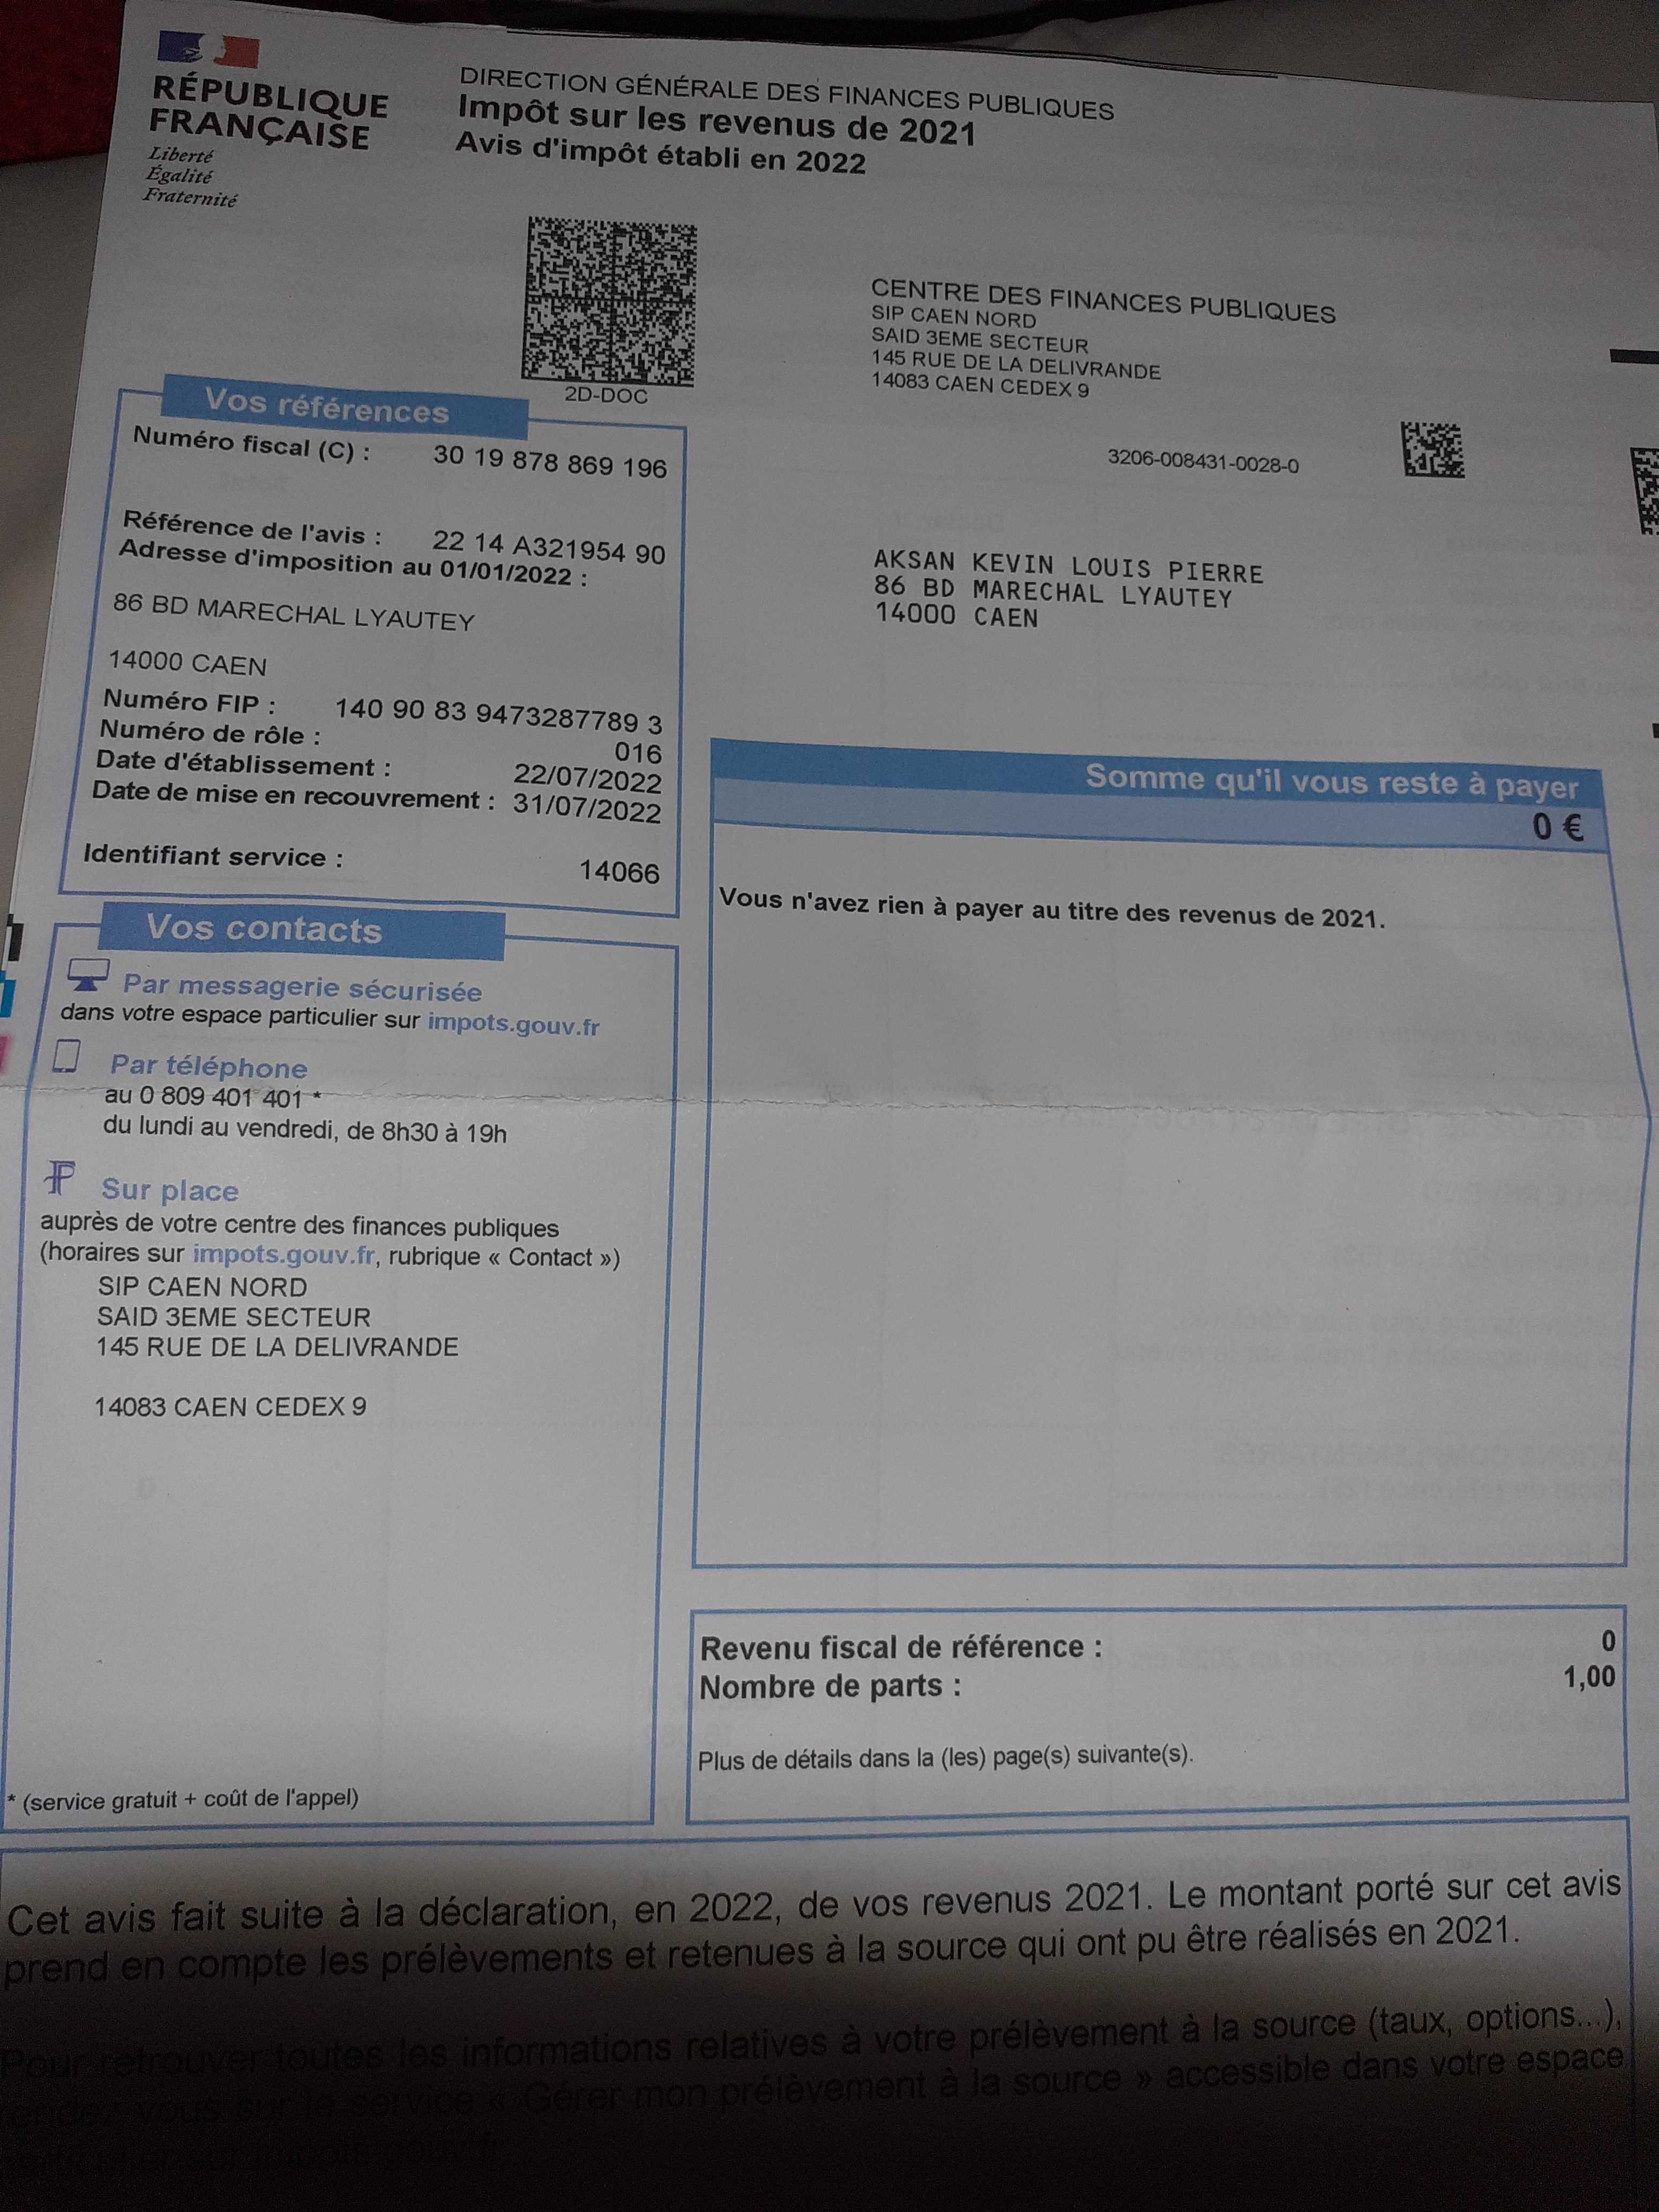 RÉPUBLIQUE
FRANÇAISE
Liberté
Égalité
Fraternité
DIRECTION GÉNÉRALE DES FINANCES PUBLIQUES
Impôt sur les revenus de 2021
Avis d'impôt établi en 2022
2D-DOC
CENTRE DES FINANCES PUBLIQUES
SIP CAEN NORD
SAID 3EME SECTEUR
145 RUE DE LA DELIVRANDE
14083 CAEN CEDEX 9
3206-008431-0028-0
AKSAN KEVIN LOUIS PIERRE
86 BD MARECHAL LYAUTEY
14000 CAEN
Vos références
Numéro fiscal (C) : 30 19 878 869 196
Référence de l'avis : 22 14 A321954 90
Adresse d'imposition au 01/01/2022 :
86 BD MARECHAL LYAUTEY
14000 CAEN
Numéro FIP : 140 90 83 9473287789 3
Numéro de rôle : 016
Date d'établissement : 22/07/2022
Date de mise en recouvrement : 31/07/2022
Identifiant service : 14066
Somme qu'il vous reste à payer
0 €
Vous n'avez rien à payer au titre des revenus de 2021.
Vos contacts
Par messagerie sécurisée
dans votre espace particulier sur impots.gouv.fr
Par téléphone
au 0 809 401 401 *
du lundi au vendredi, de 8h30 à 19h
Sur place
auprès de votre centre des finances publiques
(horaires sur impots.gouv.fr, rubrique « Contact »)
SIP CAEN NORD
SAID 3EME SECTEUR
145 RUE DE LA DELIVRANDE
14083 CAEN CEDEX 9
* (service gratuit + coût de l'appel)
Revenu fiscal de référence : 0
Nombre de parts : 1,00
Plus de détails dans la (les) page(s) suivante(s).
Cet avis fait suite à la déclaration, en 2022, de vos revenus 2021. Le montant porté sur cet avis
prend en compte les prélèvements et retenues à la source qui ont pu être réalisés en 2021.
Pour retrouver toutes les informations relatives à votre prélèvement à la source (taux, options...),
rendez-vous sur le service « Gérer mon prélèvement à la source » accessible dans votre espace
sur impots.gouv.fr